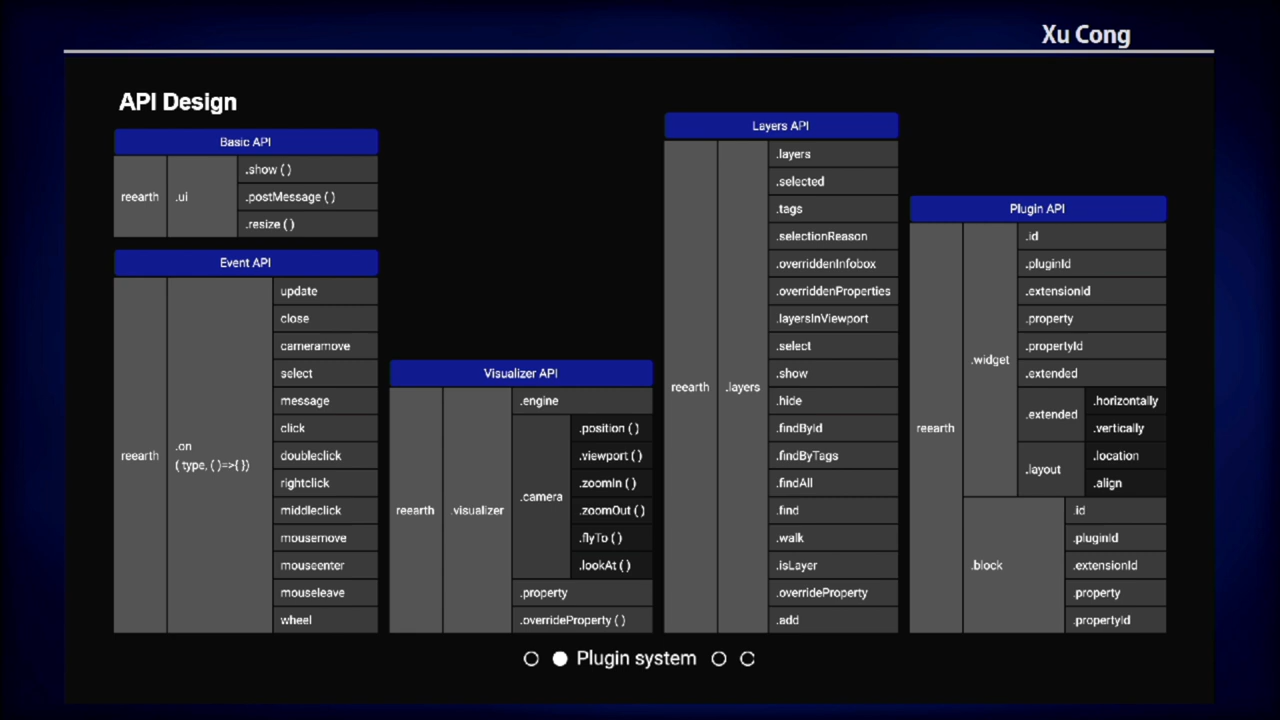 Xu Cong
API Design
Basic API
reearth
.ui
.show ( )
.postMessage ( )
.resize ( )
Event API
reearth
.on
( type, ( )=>{ })
update
close
cameramove
select
message
click
doubleclick
rightclick
middleclick
mousemove
mouseenter
mouseleave
wheel
Visualizer API
reearth
.visualizer
.engine
.camera
.position ( )
.viewport ( )
.zoomIn ( )
.zoomOut ( )
.flyTo ( )
.lookAt ( )
.property
.overrideProperty ( )
Layers API
reearth
.layers
.layers
.selected
.tags
.selectionReason
.overriddenInfobox
.overriddenProperties
.layersInViewport
.select
.show
.hide
.findById
.findByTags
.findAll
.find
.walk
.isLayer
.overrideProperty
.add
Plugin API
reearth
.widget
.id
.pluginId
.extensionId
.property
.propertyId
.extended
.extended
.horizontally
.vertically
.layout
.location
.align
.block
.id
.pluginId
.extensionId
.property
.propertyId
Plugin system